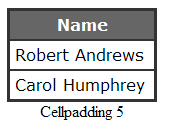 Name
Robert Andrews
Carol Humphrey
Cellpadding 5